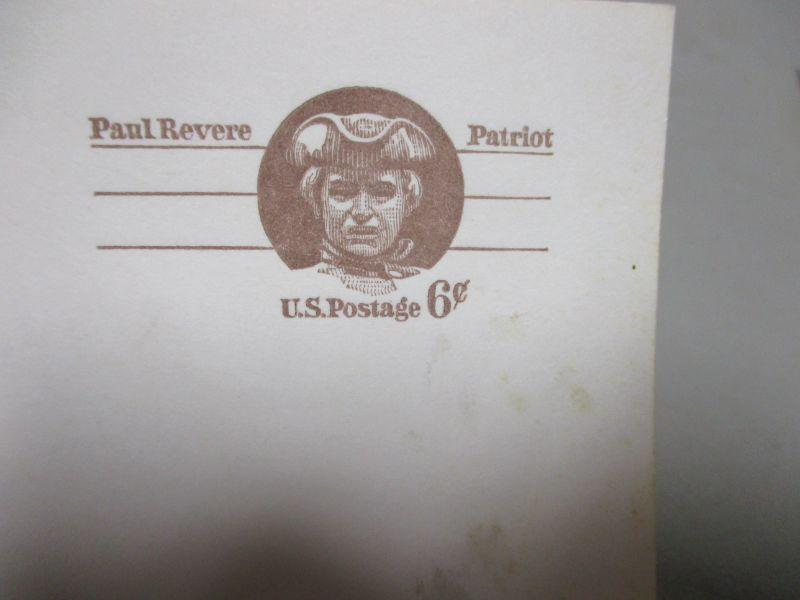 Paul Revere Patriot
U.S. Postage 6¢